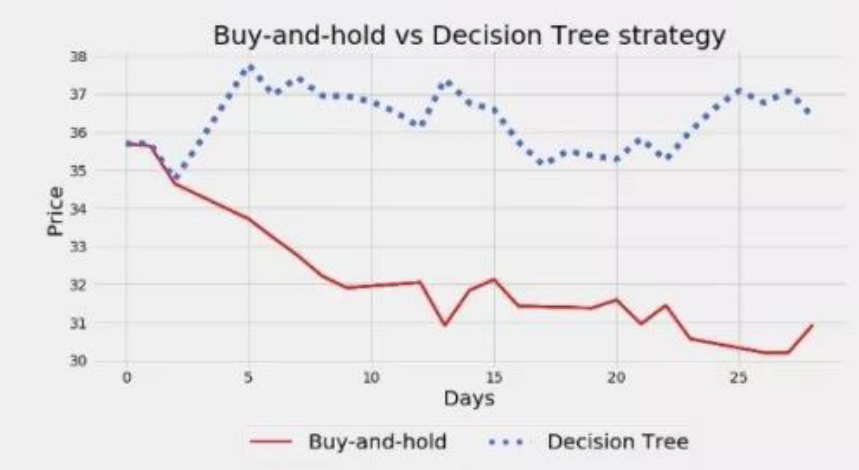 Buy-and-hold vs Decision Tree strategy
38
37
36
35
34
33
32
31
30
Price
0 5 10 15 20 25
Days
Buy-and-hold Decision Tree